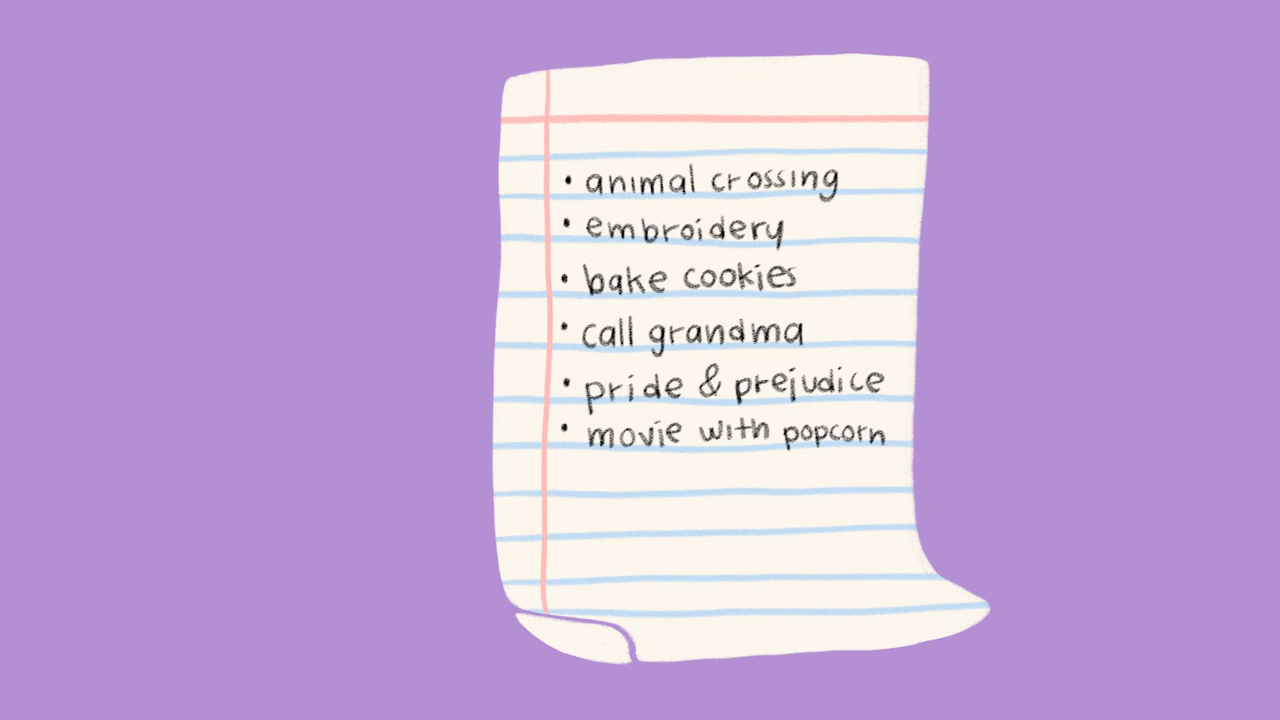 • animal crossing
• embroidery
• bake cookies
• call grandma
• pride & prejudice
• movie with popcorn